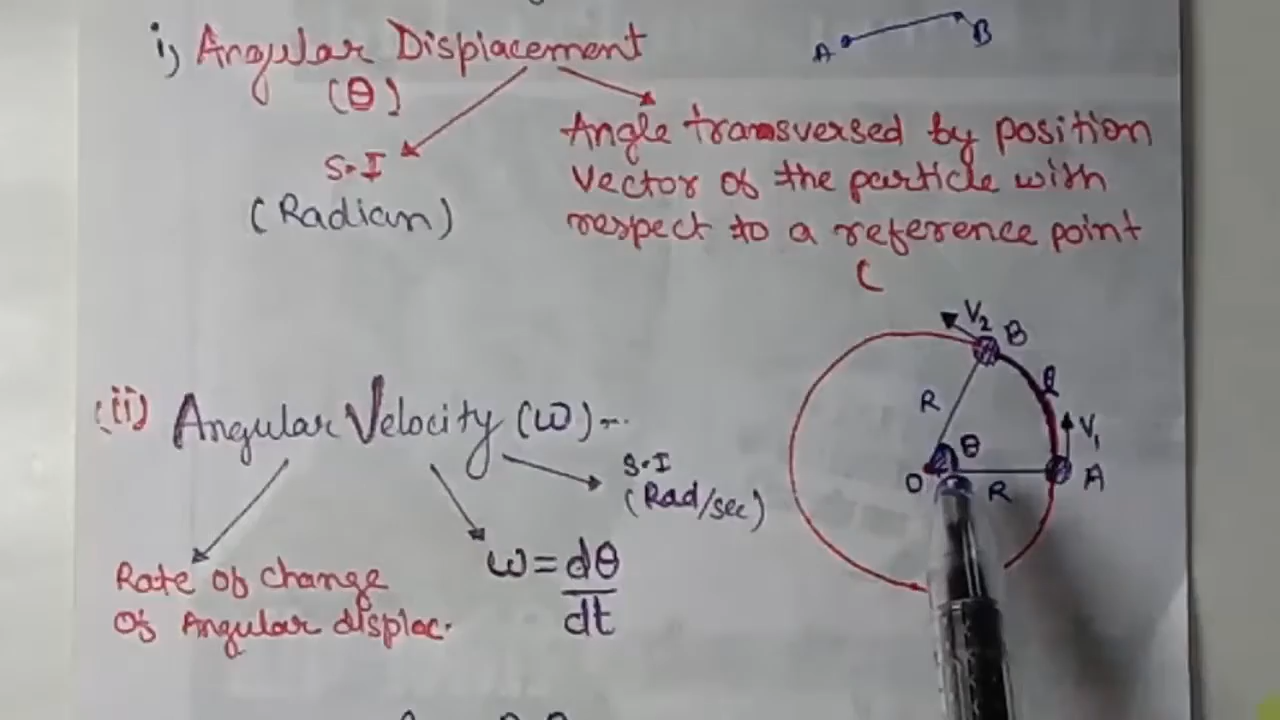 i) Angular Displacement
(θ)
S.I
(Radian)
A B
Angle transversed by position
Vector of the particle with
respect to a reference point
(ii) Angular Velocity (ω)-..
S.I
(Rad/sec)
Rate of change
Of Angular displac.
ω = dθ
dt
V₂ B
R
θ
V₁
O R A